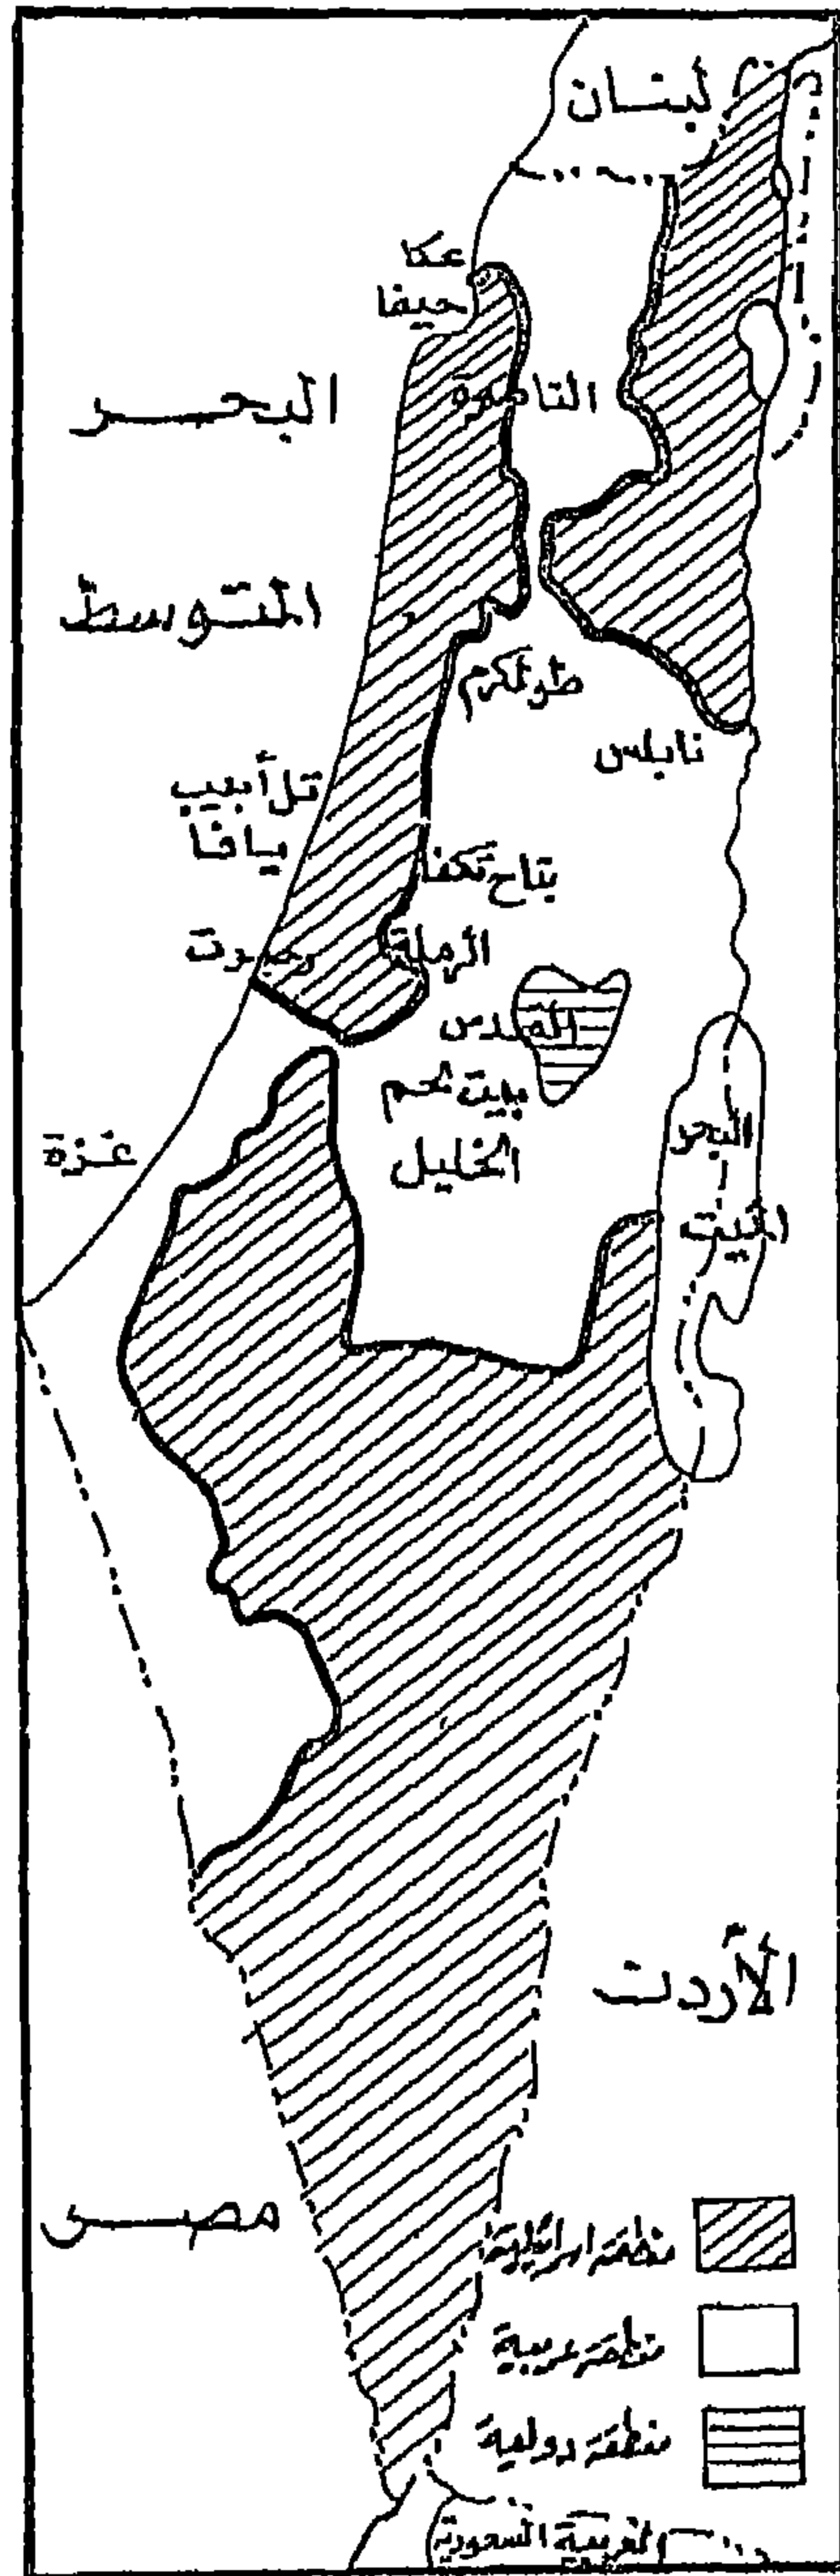 لبنان
عكا
حيفا
البحر
الناصرة
المتوسط
طولكرم
نابلس
تل أبيب
يافا
بتاح تكفا
الرملة
القدس
بيت لحم
الخليل
غزة
البحر
الميت
الأردن
مصر
منطقة اسرائيلية
منطقة عربية
منطقة دولية
العربية السعودية